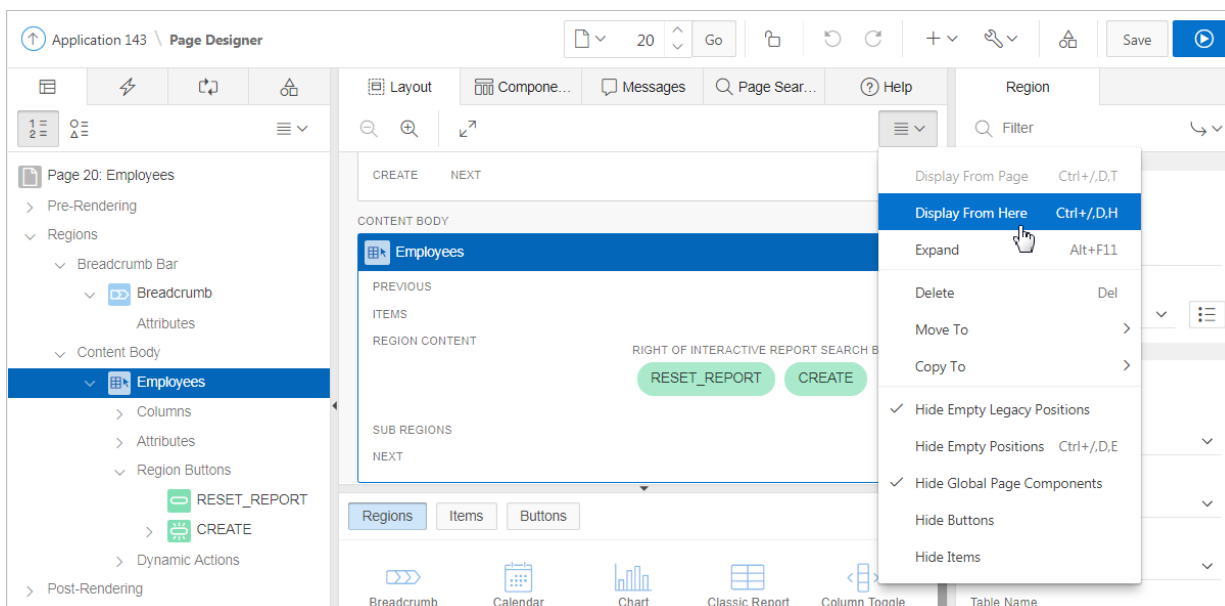 Application 143 \ Page Designer
20
Go
Save
Layout
Compone...
Messages
Page Sear...
Help
Region
Filter
Page 20: Employees
Pre-Rendering
Regions
Breadcrumb Bar
Breadcrumb
Attributes
Content Body
Employees
Columns
Attributes
Region Buttons
RESET_REPORT
CREATE
Dynamic Actions
Post-Rendering
CREATE NEXT
CONTENT BODY
Employees
PREVIOUS
ITEMS
REGION CONTENT
RIGHT OF INTERACTIVE REPORT SEARCH B
RESET_REPORT CREATE
SUB REGIONS
NEXT
Regions Items Buttons
Breadcrumb Calendar Chart Classic Report Column Toggle
Display From Page Ctrl+/,D,T
Display From Here Ctrl+/,D,H
Expand Alt+F11
Delete Del
Move To
Copy To
Hide Empty Legacy Positions
Hide Empty Positions Ctrl+/,D,E
Hide Global Page Components
Hide Buttons
Hide Items
Table Name